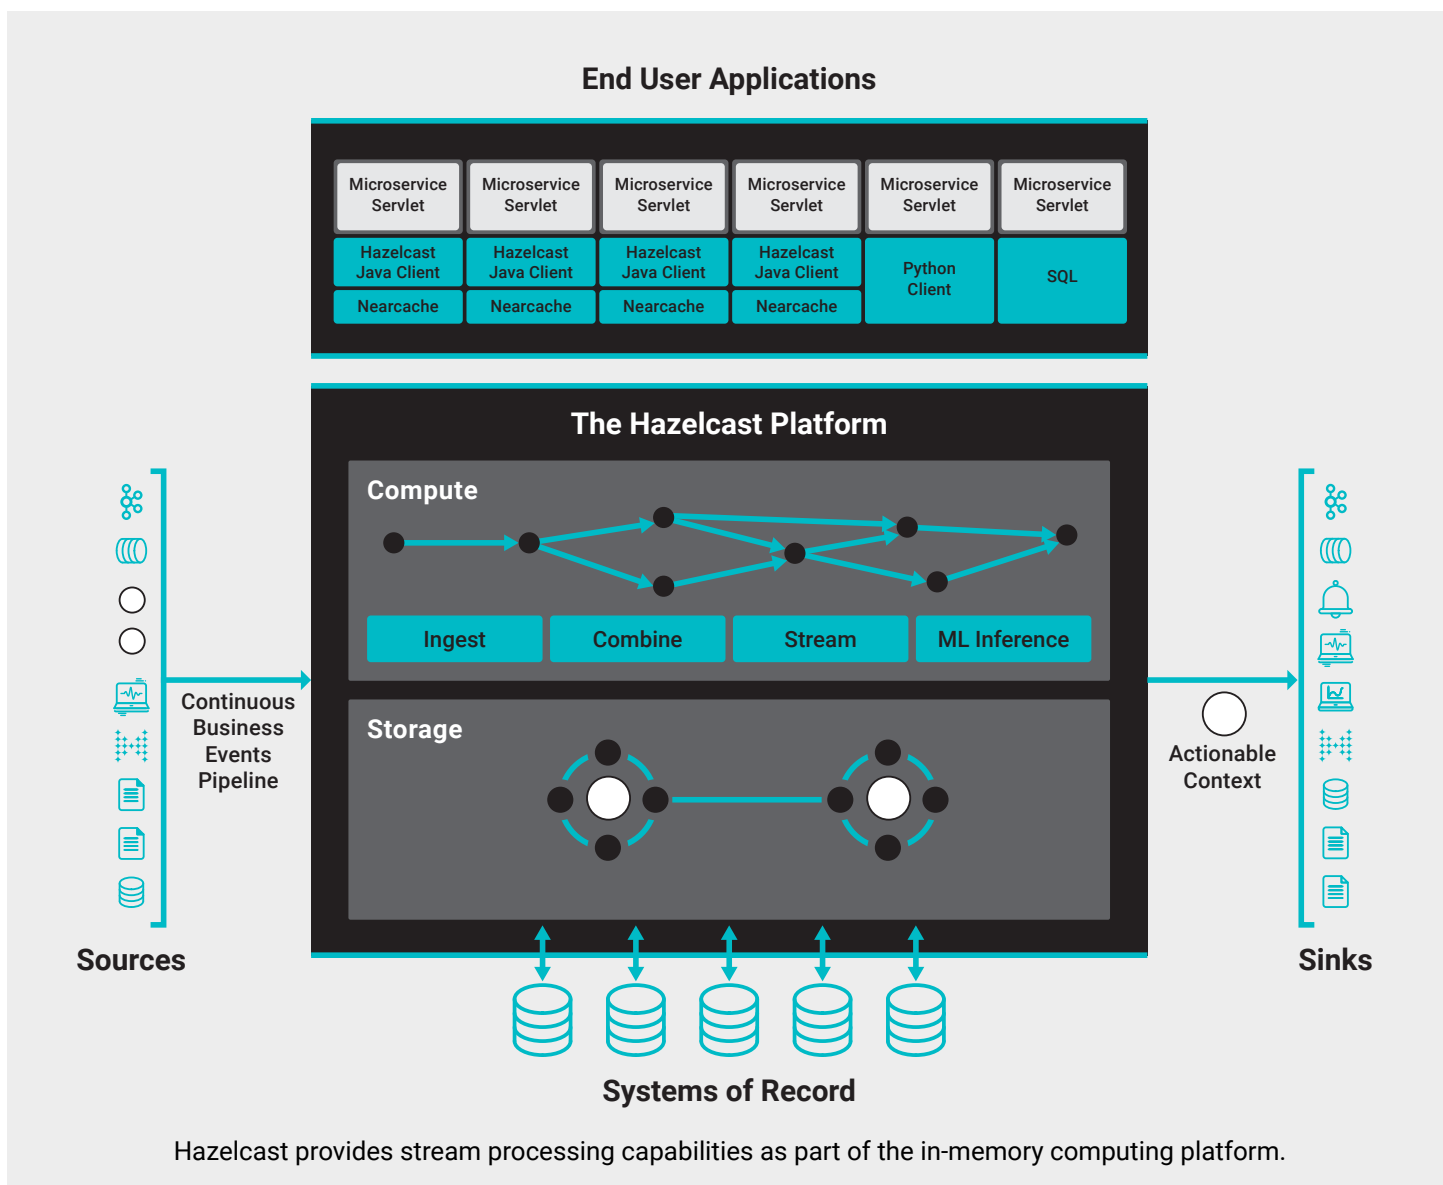 End User Applications
Microservice Servlet
Microservice Servlet
Microservice Servlet
Microservice Servlet
Microservice Servlet
Microservice Servlet
Hazelcast Java Client
Hazelcast Java Client
Hazelcast Java Client
Hazelcast Java Client
Python Client
SQL
Nearcache
Nearcache
Nearcache
Nearcache
The Hazelcast Platform
Compute
Ingest
Combine
Stream
ML Inference
Continuous
Business
Events
Pipeline
Storage
Actionable
Context
Sources
Sinks
Systems of Record
Hazelcast provides stream processing capabilities as part of the in-memory computing platform.